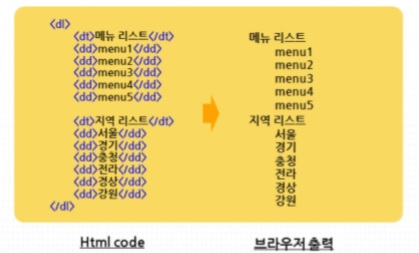 <dl>
<dt>메뉴 리스트</dt>
<dd>menu1</dd>
<dd>menu2</dd>
<dd>menu3</dd>
<dd>menu4</dd>
<dd>menu5</dd>
<dt>지역 리스트</dt>
<dd>서울</dd>
<dd>경기</dd>
<dd>충청</dd>
<dd>전라</dd>
<dd>경상</dd>
<dd>강원</dd>
</dl>
Html code
메뉴 리스트
menu1
menu2
menu3
menu4
menu5
지역 리스트
서울
경기
충청
전라
경상
강원
브라우저 출력